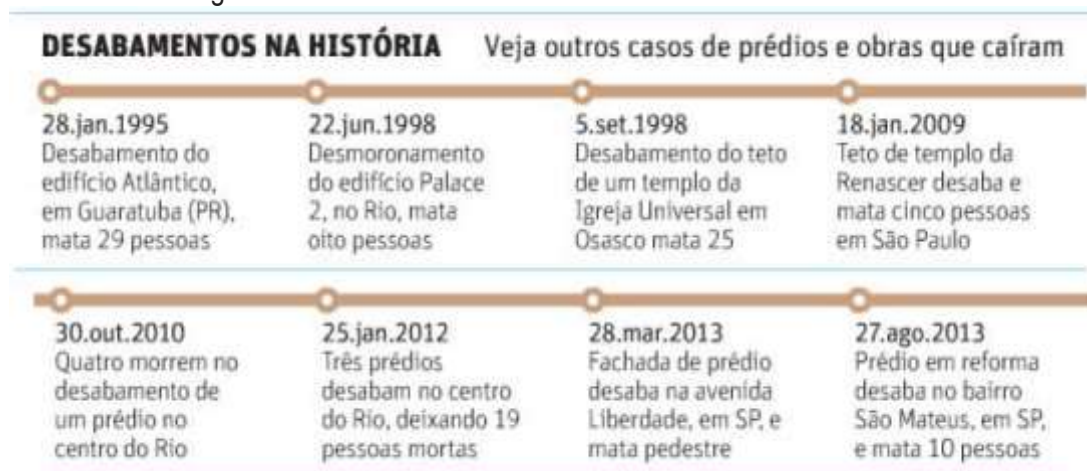 DESABAMENTOS NA HISTÓRIA Veja outros casos de prédios e obras que caíram
28.jan.1995
Desabamento do
edifício Atlântico,
em Guaratuba (PR),
mata 29 pessoas
22.jun.1998
Desmoronamento
do edifício Palace
2, no Rio, mata
oito pessoas
5.set.1998
Desabamento do teto
de um templo da
Igreja Universal em
Osasco mata 25
18.jan.2009
Teto de templo da
Renascer desaba e
mata cinco pessoas
em São Paulo
30.out.2010
Quatro morrem no
desabamento de
um prédio no
centro do Rio
25.jan.2012
Três prédios
desabam no centro
do Rio, deixando 19
pessoas mortas
28.mar.2013
Fachada de prédio
desaba na avenida
Liberdade, em SP, e
mata pedestre
27.ago.2013
Prédio em reforma
desaba no bairro
São Mateus, em SP,
e mata 10 pessoas